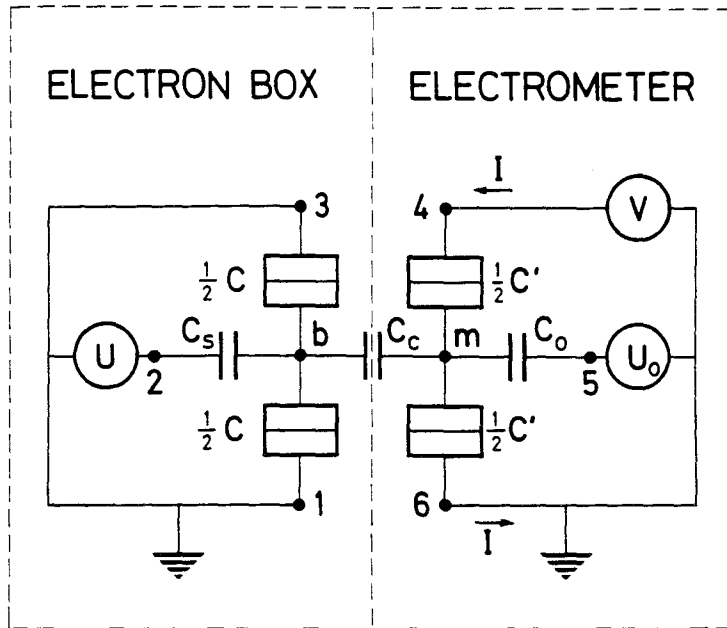 ELECTRON BOX
ELECTROMETER
I
3
4
V
½ C
½ C'
C_s
b
C_c
m
C_o
U
2
5
U_o
½ C
½ C'
1
6
I